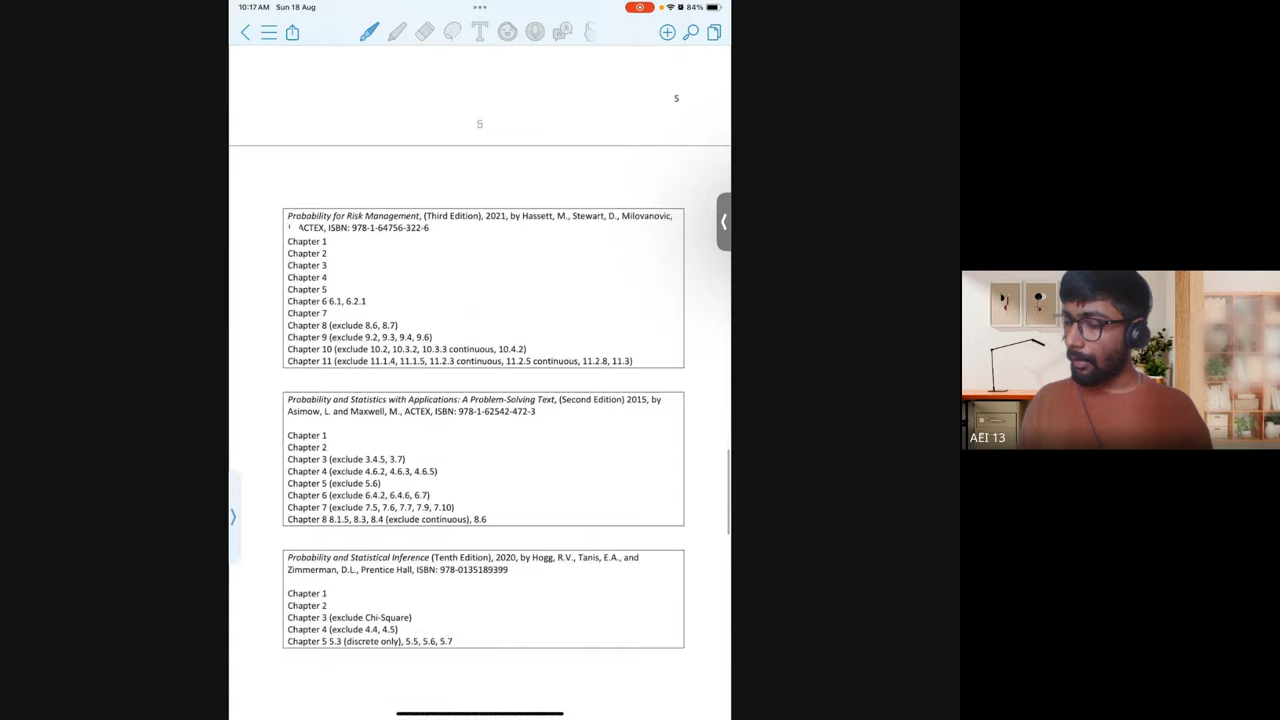 10:17 AM Sun 18 Aug
84%
5
5
Probability for Risk Management, (Third Edition), 2021, by Hassett, M., Stewart, D., Milovanovic,
ACTEX, ISBN: 978-1-64756-322-6
Chapter 1
Chapter 2
Chapter 3
Chapter 4
Chapter 5
Chapter 6 6.1, 6.2.1
Chapter 7
Chapter 8 (exclude 8.6, 8.7)
Chapter 9 (exclude 9.2, 9.3, 9.4, 9.6)
Chapter 10 (exclude 10.2, 10.3.2, 10.3.3 continuous, 10.4.2)
Chapter 11 (exclude 11.1.4, 11.1.5, 11.2.3 continuous, 11.2.5 continuous, 11.2.8, 11.3)
Probability and Statistics with Applications: A Problem-Solving Text, (Second Edition) 2015, by
Asimow, L. and Maxwell, M., ACTEX, ISBN: 978-1-62542-472-3
Chapter 1
Chapter 2
Chapter 3 (exclude 3.4.5, 3.7)
Chapter 4 (exclude 4.6.2, 4.6.3, 4.6.5)
Chapter 5 (exclude 5.6)
Chapter 6 (exclude 6.4.2, 6.4.6, 6.7)
Chapter 7 (exclude 7.5, 7.6, 7.7, 7.9, 7.10)
Chapter 8 8.1.5, 8.3, 8.4 (exclude continuous), 8.6
Probability and Statistical Inference (Tenth Edition), 2020, by Hogg, R.V., Tanis, E.A., and
Zimmerman, D.L., Prentice Hall, ISBN: 978-0135189399
Chapter 1
Chapter 2
Chapter 3 (exclude Chi-Square)
Chapter 4 (exclude 4.4, 4.5)
Chapter 5 5.3 (discrete only), 5.5, 5.6, 5.7
AEI 13